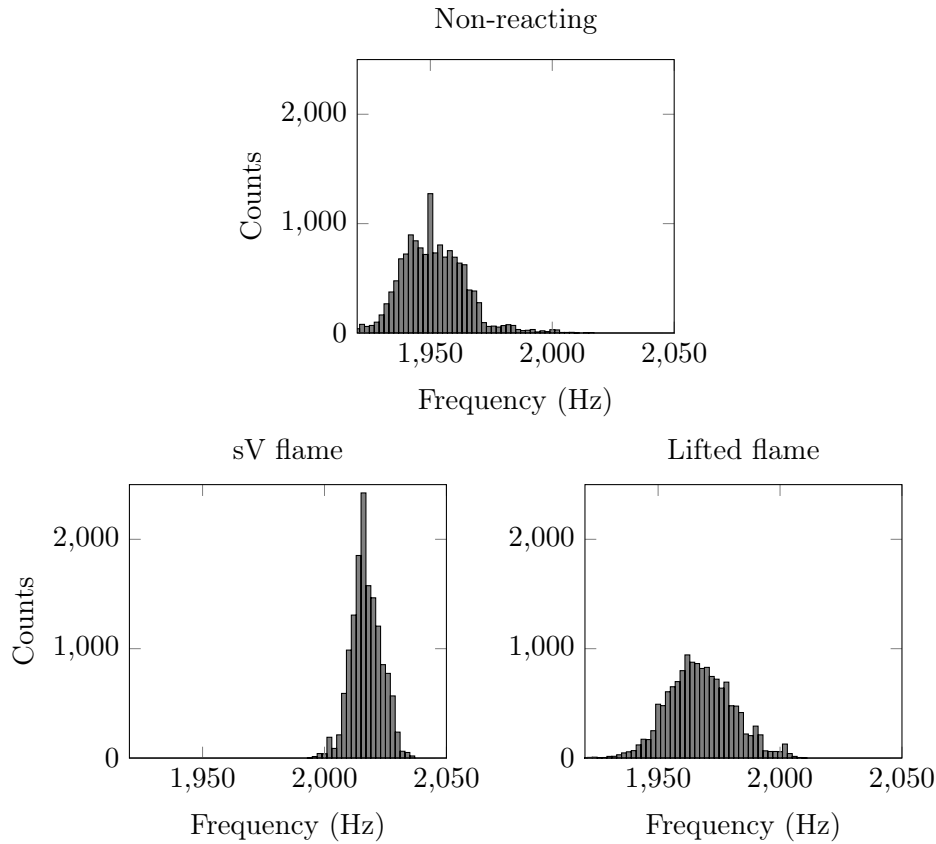 Non-reacting
2,000
1,000
0
Counts
1,950 2,000 2,050
Frequency (Hz)
sV flame
2,000
1,000
0
Counts
1,950 2,000 2,050
Frequency (Hz)
Lifted flame
2,000
1,000
0
1,950 2,000 2,050
Frequency (Hz)